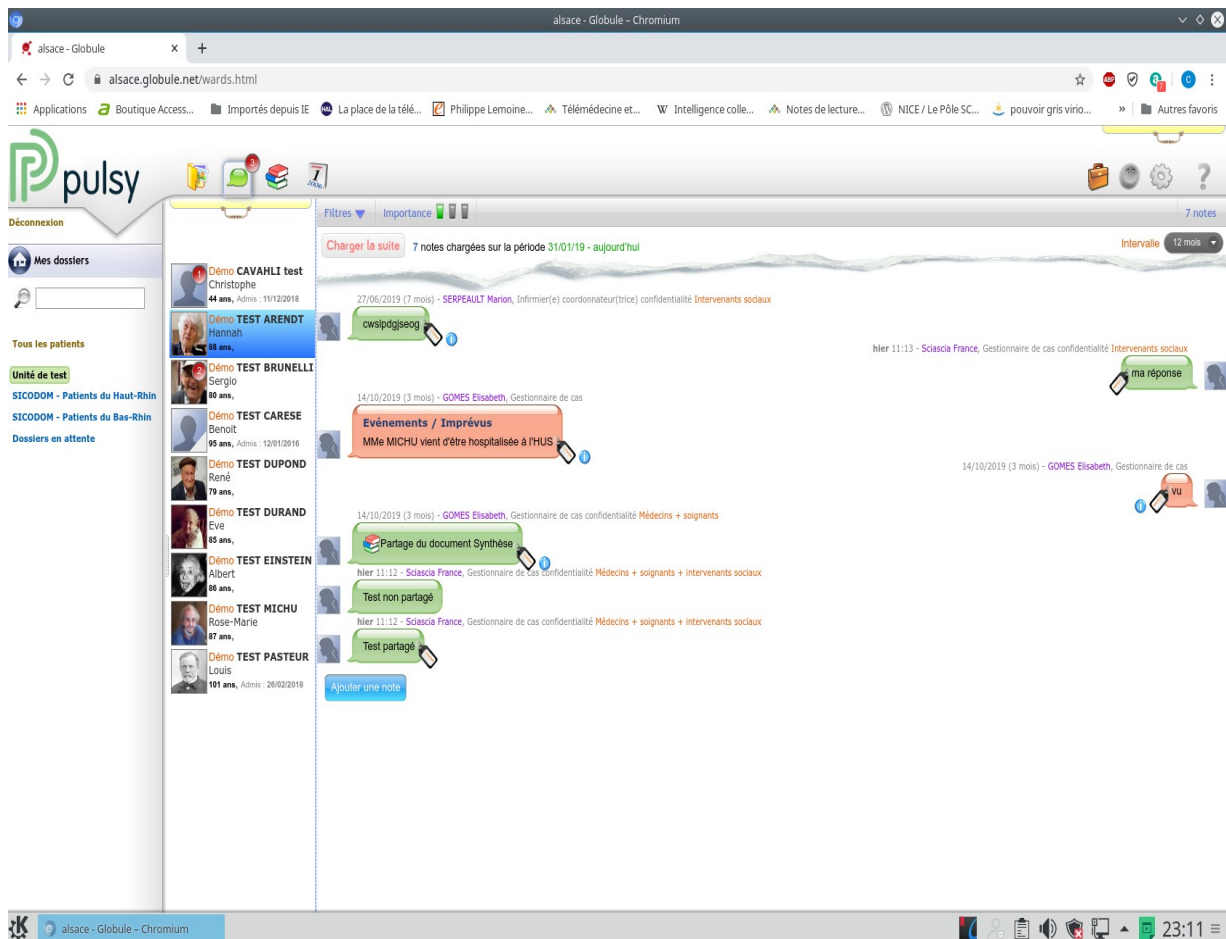 alsace - Globule – Chromium
alsace - Globule x +
alsace.globule.net/wards.html
ABP 7 C
Applications Boutique Access... Importés depuis IE HAL La place de la télé... Philippe Lemoine... Télémédecine et... W Intelligence colle... Notes de lecture... NICE / Le Pôle SC... pouvoir gris virio... » Autres favoris
pulsy
3
1
2006
?
Déconnexion
Mes dossiers
Tous les patients
Unité de test
SICODOM - Patients du Haut-Rhin
SICODOM - Patients du Bas-Rhin
Dossiers en attente
1
Démo CAVAHLI test
Christophe
44 ans, Admis : 11/12/2018
Démo TEST ARENDT
Hannah
88 ans,
2
Démo TEST BRUNELLI
Sergio
80 ans,
Démo TEST CARESE
Benoit
95 ans, Admis : 12/01/2016
Démo TEST DUPOND
René
79 ans,
Démo TEST DURAND
Eve
85 ans,
Démo TEST EINSTEIN
Albert
86 ans,
Démo TEST MICHU
Rose-Marie
87 ans,
Démo TEST PASTEUR
Louis
101 ans, Admis : 26/02/2018
Filtres Importance 7 notes
Charger la suite 7 notes chargées sur la période 31/01/19 - aujourd'hui Intervalle 12 mois
27/06/2019 (7 mois) - SERPEAULT Marion, Infirmier(e) coordonnateur(trice) confidentialité Intervenants sociaux
cwslpdgjseog
hier 11:13 - Sciascia France, Gestionnaire de cas confidentialité Intervenants sociaux
ma réponse
14/10/2019 (3 mois) - GOMES Elisabeth, Gestionnaire de cas
Evénements / Imprévus
MMe MICHU vient d'être hospitalisée à l'HUS
14/10/2019 (3 mois) - GOMES Elisabeth, Gestionnaire de cas
vu
14/10/2019 (3 mois) - GOMES Elisabeth, Gestionnaire de cas confidentialité Médecins + soignants
Partage du document Synthèse
hier 11:12 - Sciascia France, Gestionnaire de cas confidentialité Médecins + soignants + intervenants sociaux
Test non partagé
hier 11:12 - Sciascia France, Gestionnaire de cas confidentialité Médecins + soignants + intervenants sociaux
Test partagé
Ajouter une note
alsace - Globule – Chromium
23:11